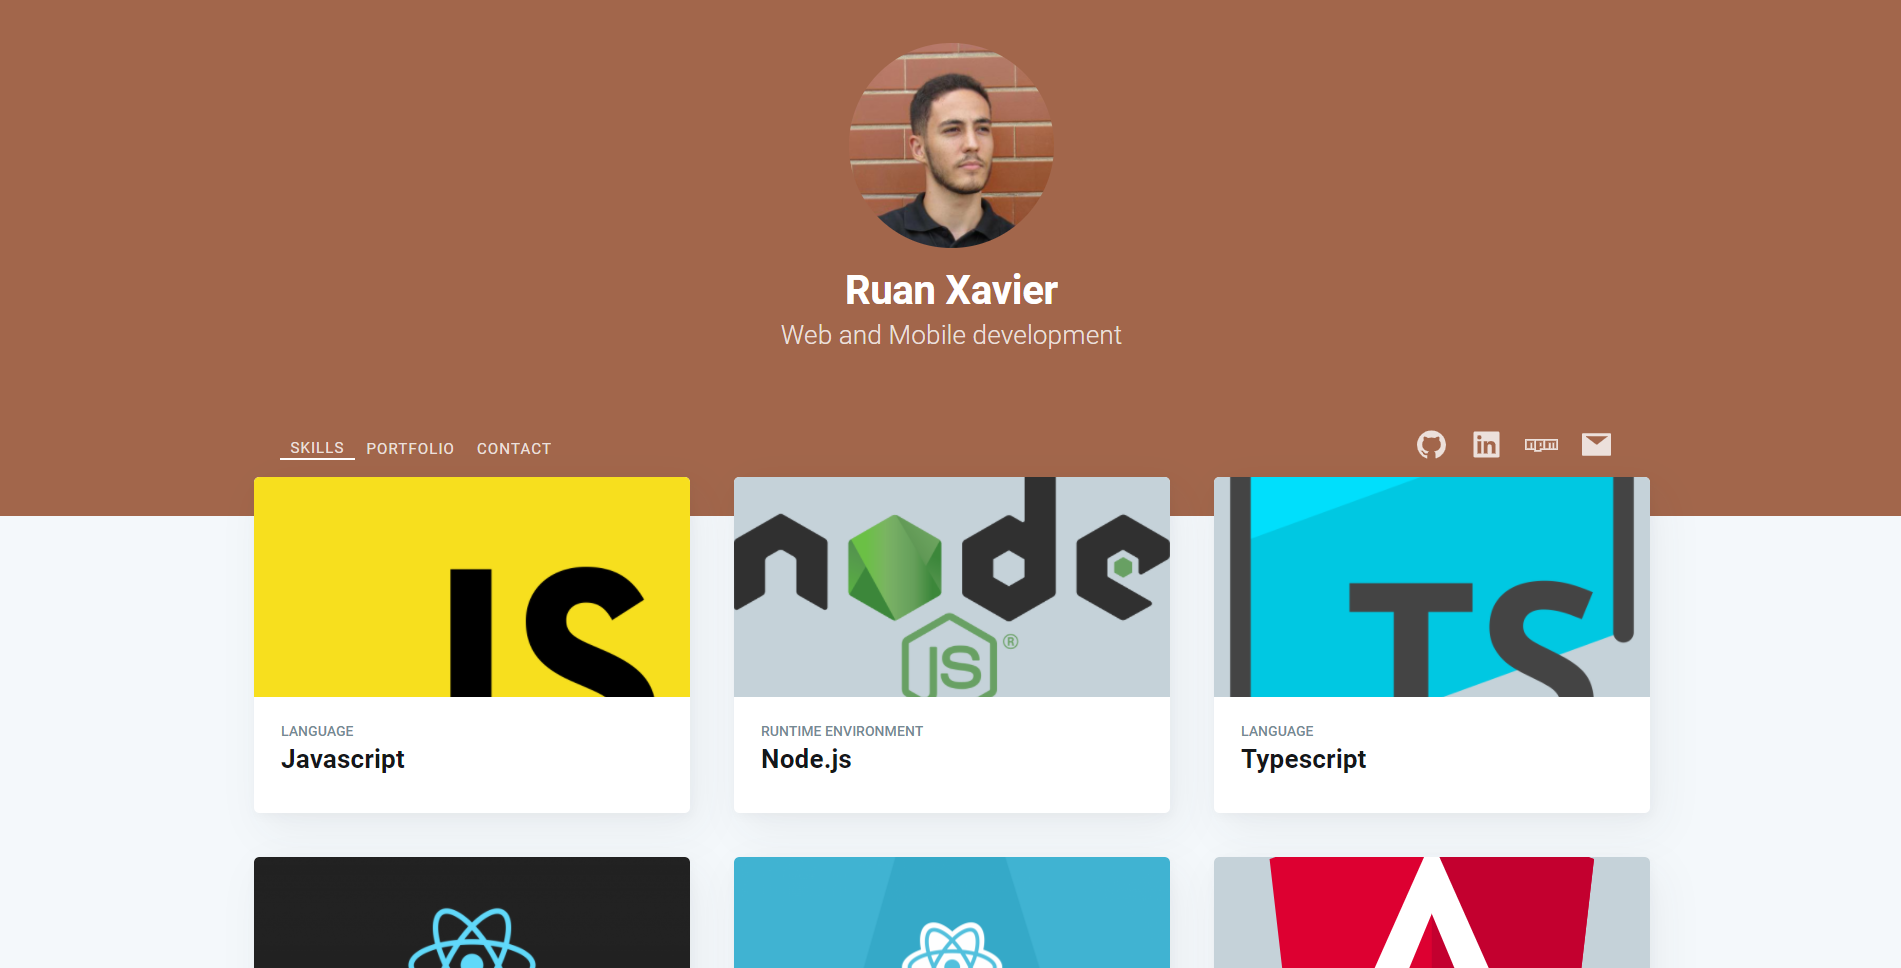 Ruan Xavier
Web and Mobile development
SKILLS PORTFOLIO CONTACT
in
npm
JS
node
JS®
TS
LANGUAGE
Javascript
RUNTIME ENVIRONMENT
Node.js
LANGUAGE
Typescript